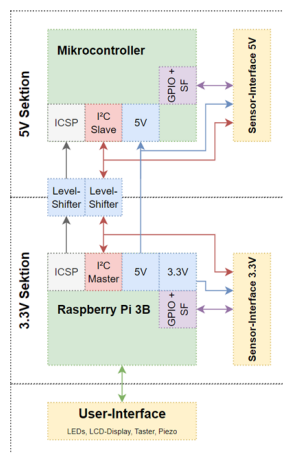 5V Sektion
Mikrocontroller
GPIO +
SF
ICSP
I²C
Slave
5V
Sensor-Interface 5V
Level-
Shifter
Level-
Shifter
3.3V Sektion
ICSP
I²C
Master
5V
3.3V
Raspberry Pi 3B
GPIO +
SF
Sensor-Interface 3.3V
User-Interface
LEDs, LCD-Display, Taster, Piezo